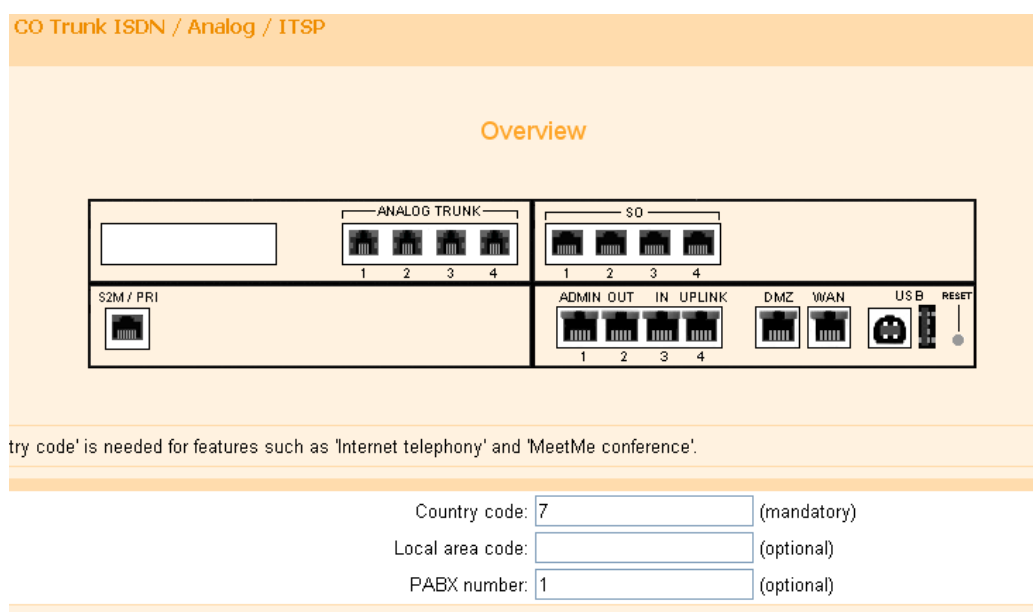 CO Trunk ISDN / Analog / ITSP
Overview
ANALOG TRUNK
1 2 3 4
S0
1 2 3 4
S2M / PRI
ADMIN OUT IN UPLINK
1 2 3 4
DMZ WAN USB RESET
try code' is needed for features such as 'Internet telephony' and 'MeetMe conference'.
Country code: 7 (mandatory)
Local area code: (optional)
PABX number: 1 (optional)